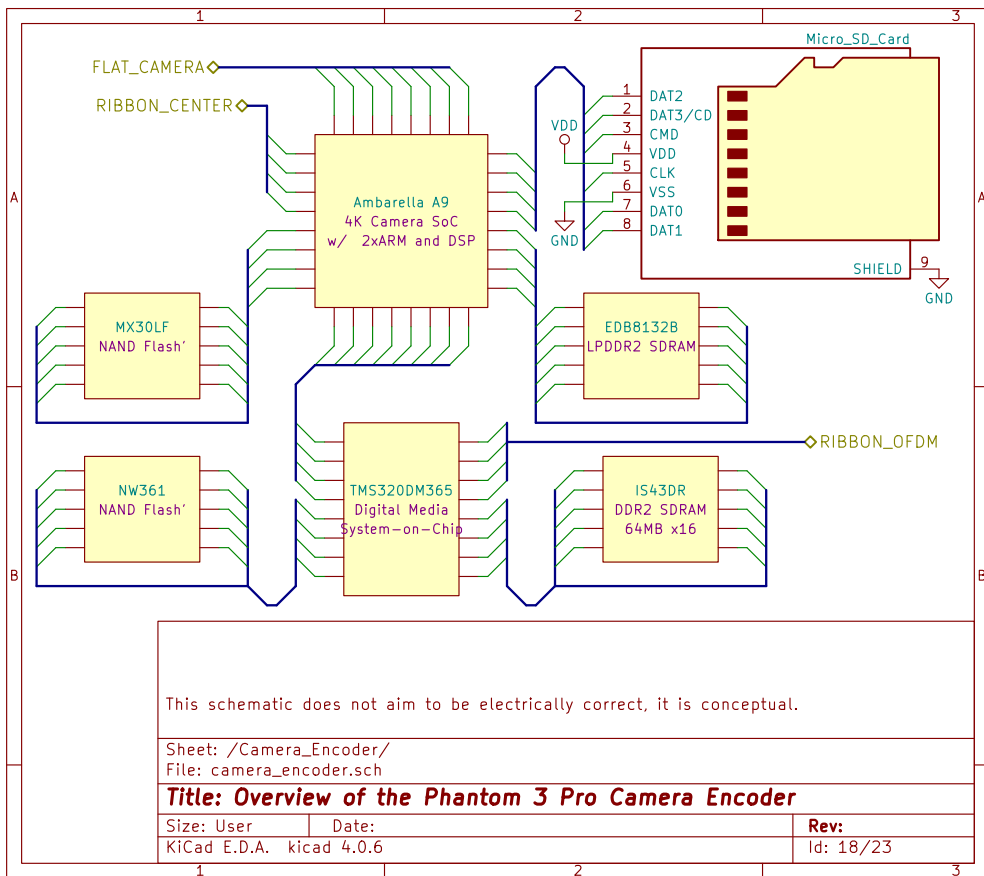 1 2 3
Micro_SD_Card
FLAT_CAMERA
RIBBON_CENTER
VDD
GND
1 DAT2
2 DAT3/CD
3 CMD
4 VDD
5 CLK
6 VSS
7 DAT0
8 DAT1
SHIELD 9
GND
A A
Ambarella A9
4K Camera SoC
w/ 2xARM and DSP
MX30LF
NAND Flash'
EDB8132B
LPDDR2 SDRAM
RIBBON_OFDM
NW361
NAND Flash'
TMS320DM365
Digital Media
System-on-Chip
IS43DR
DDR2 SDRAM
64MB x16
B B
This schematic does not aim to be electrically correct, it is conceptual.
Sheet: /Camera_Encoder/
File: camera_encoder.sch
Title: Overview of the Phantom 3 Pro Camera Encoder
Size: User Date: Rev:
KiCad E.D.A. kicad 4.0.6 Id: 18/23
1 2 3